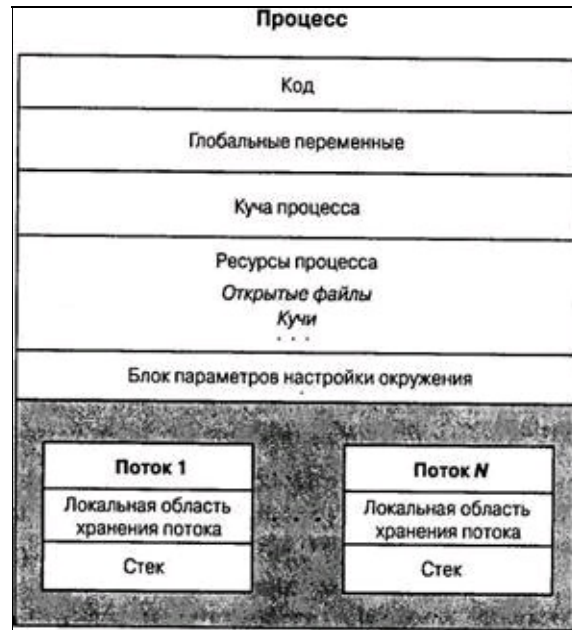 Процесс
Код
Глобальные переменные
Куча процесса
Ресурсы процесса
Открытые файлы
Кучи
. . .
Блок параметров настройки окружения
Поток 1
Локальная область
хранения потока
Стек
. . .
Поток N
Локальная область
хранения потока
Стек